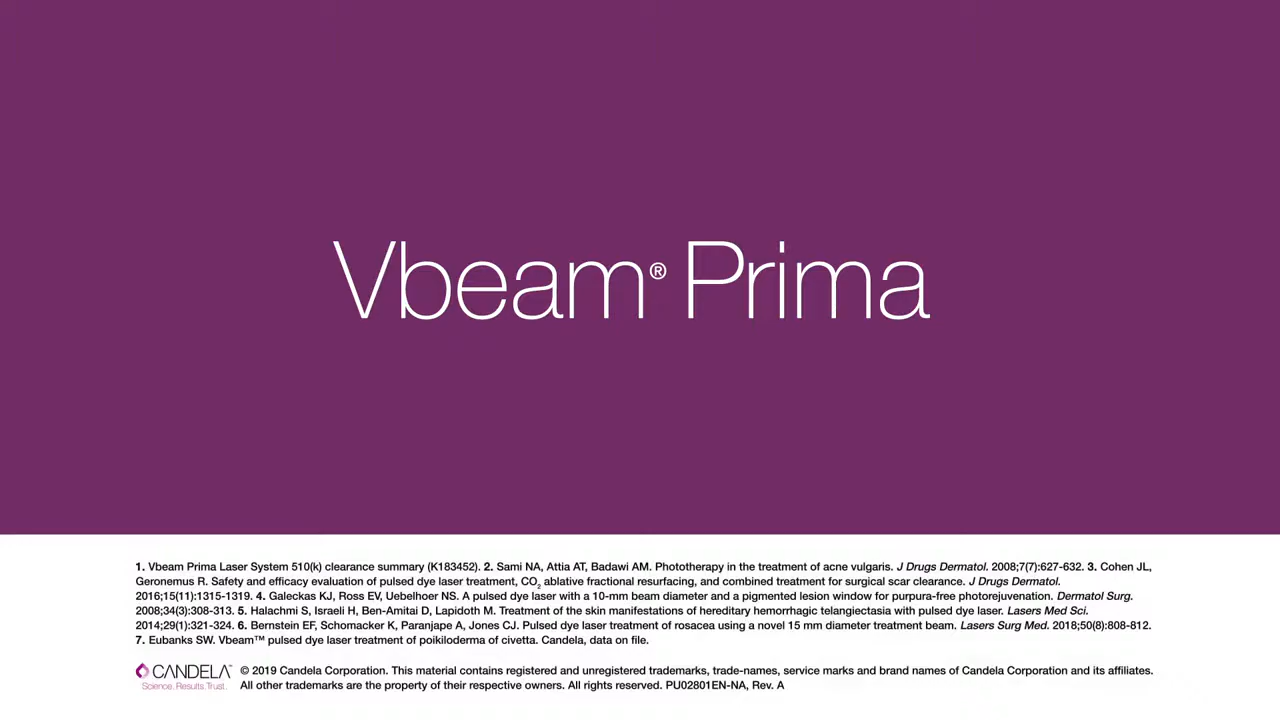 Vbeam® Prima
1. Vbeam Prima Laser System 510(k) clearance summary (K183452). 2. Sami NA, Attia AT, Badawi AM. Phototherapy in the treatment of acne vulgaris. J Drugs Dermatol. 2008;7(7):627-632. 3. Cohen JL,
Geronemus R. Safety and efficacy evaluation of pulsed dye laser treatment, CO2 ablative fractional resurfacing, and combined treatment for surgical scar clearance. J Drugs Dermatol.
2016;15(11):1315-1319. 4. Galeckas KJ, Ross EV, Uebelhoer NS. A pulsed dye laser with a 10-mm beam diameter and a pigmented lesion window for purpura-free photorejuvenation. Dermatol Surg.
2008;34(3):308-313. 5. Halachmi S, Israeli H, Ben-Amitai D, Lapidoth M. Treatment of the skin manifestations of hereditary hemorrhagic telangiectasia with pulsed dye laser. Lasers Med Sci.
2014;29(1):321-324. 6. Bernstein EF, Schomacker K, Paranjape A, Jones CJ. Pulsed dye laser treatment of rosacea using a novel 15 mm diameter treatment beam. Lasers Surg Med. 2018;50(8):808-812.
7. Eubanks SW. Vbeam™ pulsed dye laser treatment of poikiloderma of civetta. Candela, data on file.
CANDELA™
Science. Results. Trust.
© 2019 Candela Corporation. This material contains registered and unregistered trademarks, trade-names, service marks and brand names of Candela Corporation and its affiliates.
All other trademarks are the property of their respective owners. All rights reserved. PU02801EN-NA, Rev. A